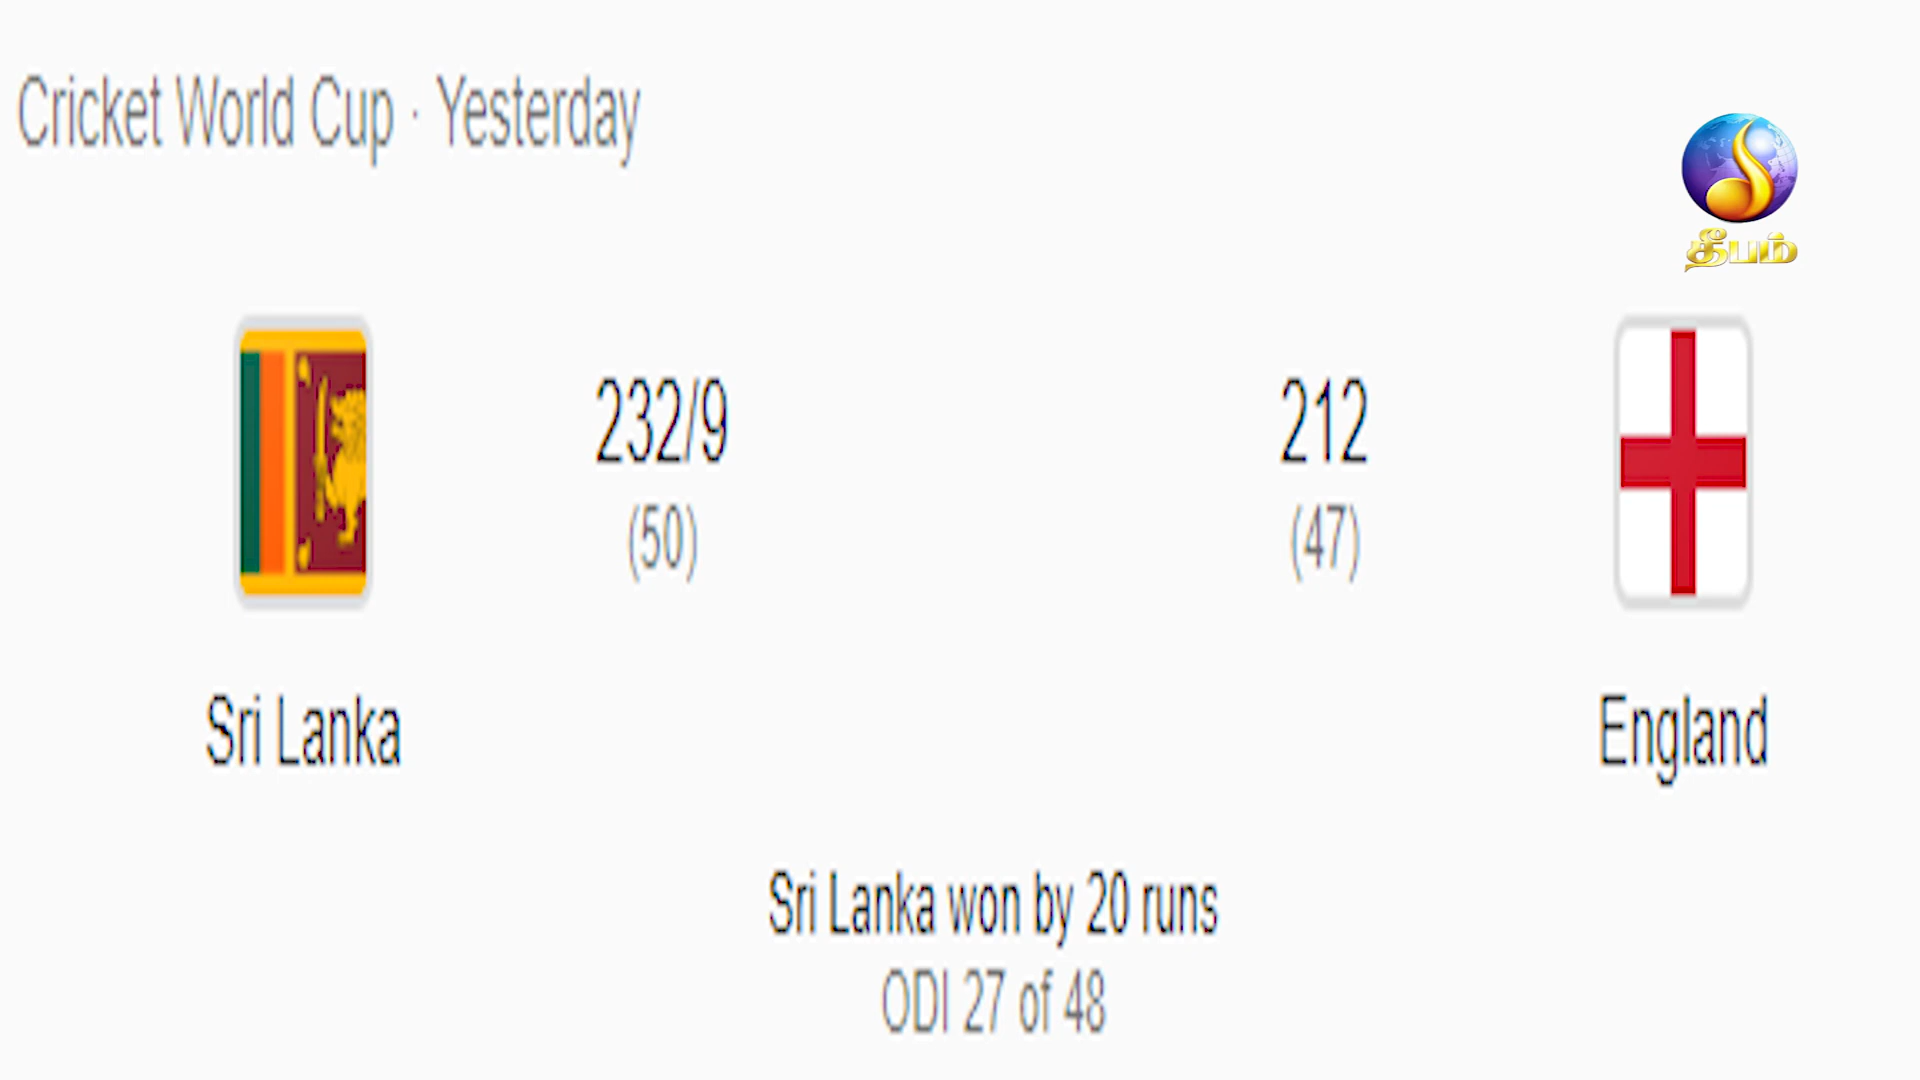 Cricket World Cup · Yesterday
தீபம்
232/9
212
(50)
(47)
Sri Lanka
England
Sri Lanka won by 20 runs
ODI 27 of 48